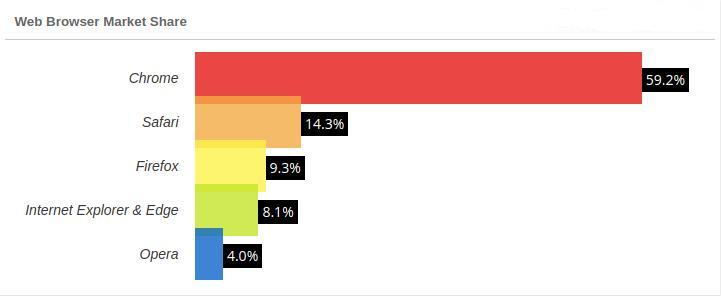 Web Browser Market Share
Chrome 59.2%
Safari 14.3%
Firefox 9.3%
Internet Explorer & Edge 8.1%
Opera 4.0%